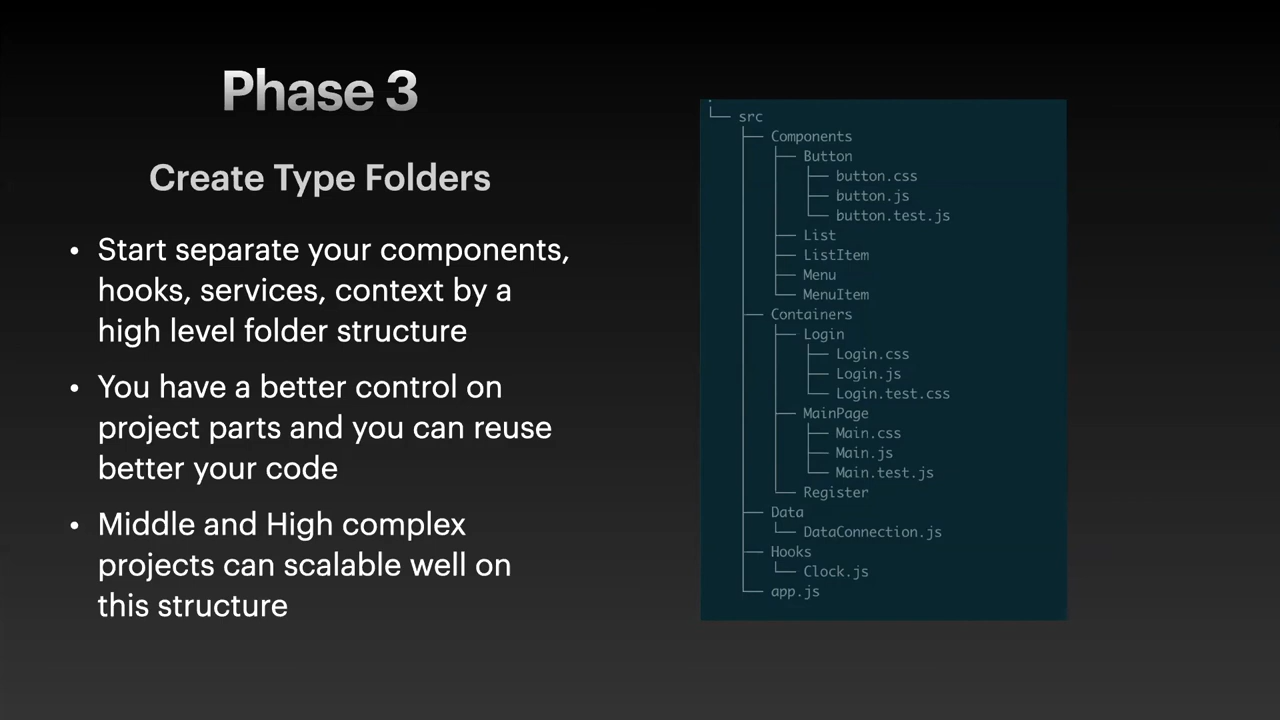 Phase 3
Create Type Folders
• Start separate your components,
hooks, services, context by a
high level folder structure
• You have a better control on
project parts and you can reuse
better your code
• Middle and High complex
projects can scalable well on
this structure
.
└── src
    ├── Components
    │   ├── Button
    │   │   ├── button.css
    │   │   ├── button.js
    │   │   └── button.test.js
    │   ├── List
    │   ├── ListItem
    │   ├── Menu
    │   └── MenuItem
    ├── Containers
    │   ├── Login
    │   │   ├── Login.css
    │   │   ├── Login.js
    │   │   └── Login.test.css
    │   ├── MainPage
    │   │   ├── Main.css
    │   │   ├── Main.js
    │   │   └── Main.test.js
    │   └── Register
    ├── Data
    │   └── DataConnection.js
    ├── Hooks
    │   └── Clock.js
    └── app.js